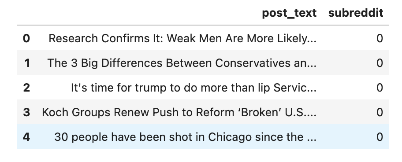 post_text subreddit
0 Research Confirms It: Weak Men Are More Likely... 0
1 The 3 Big Differences Between Conservatives an... 0
2 It's time for trump to do more than lip Servic... 0
3 Koch Groups Renew Push to Reform ‘Broken’ U.S.... 0
4 30 people have been shot in Chicago since the ... 0